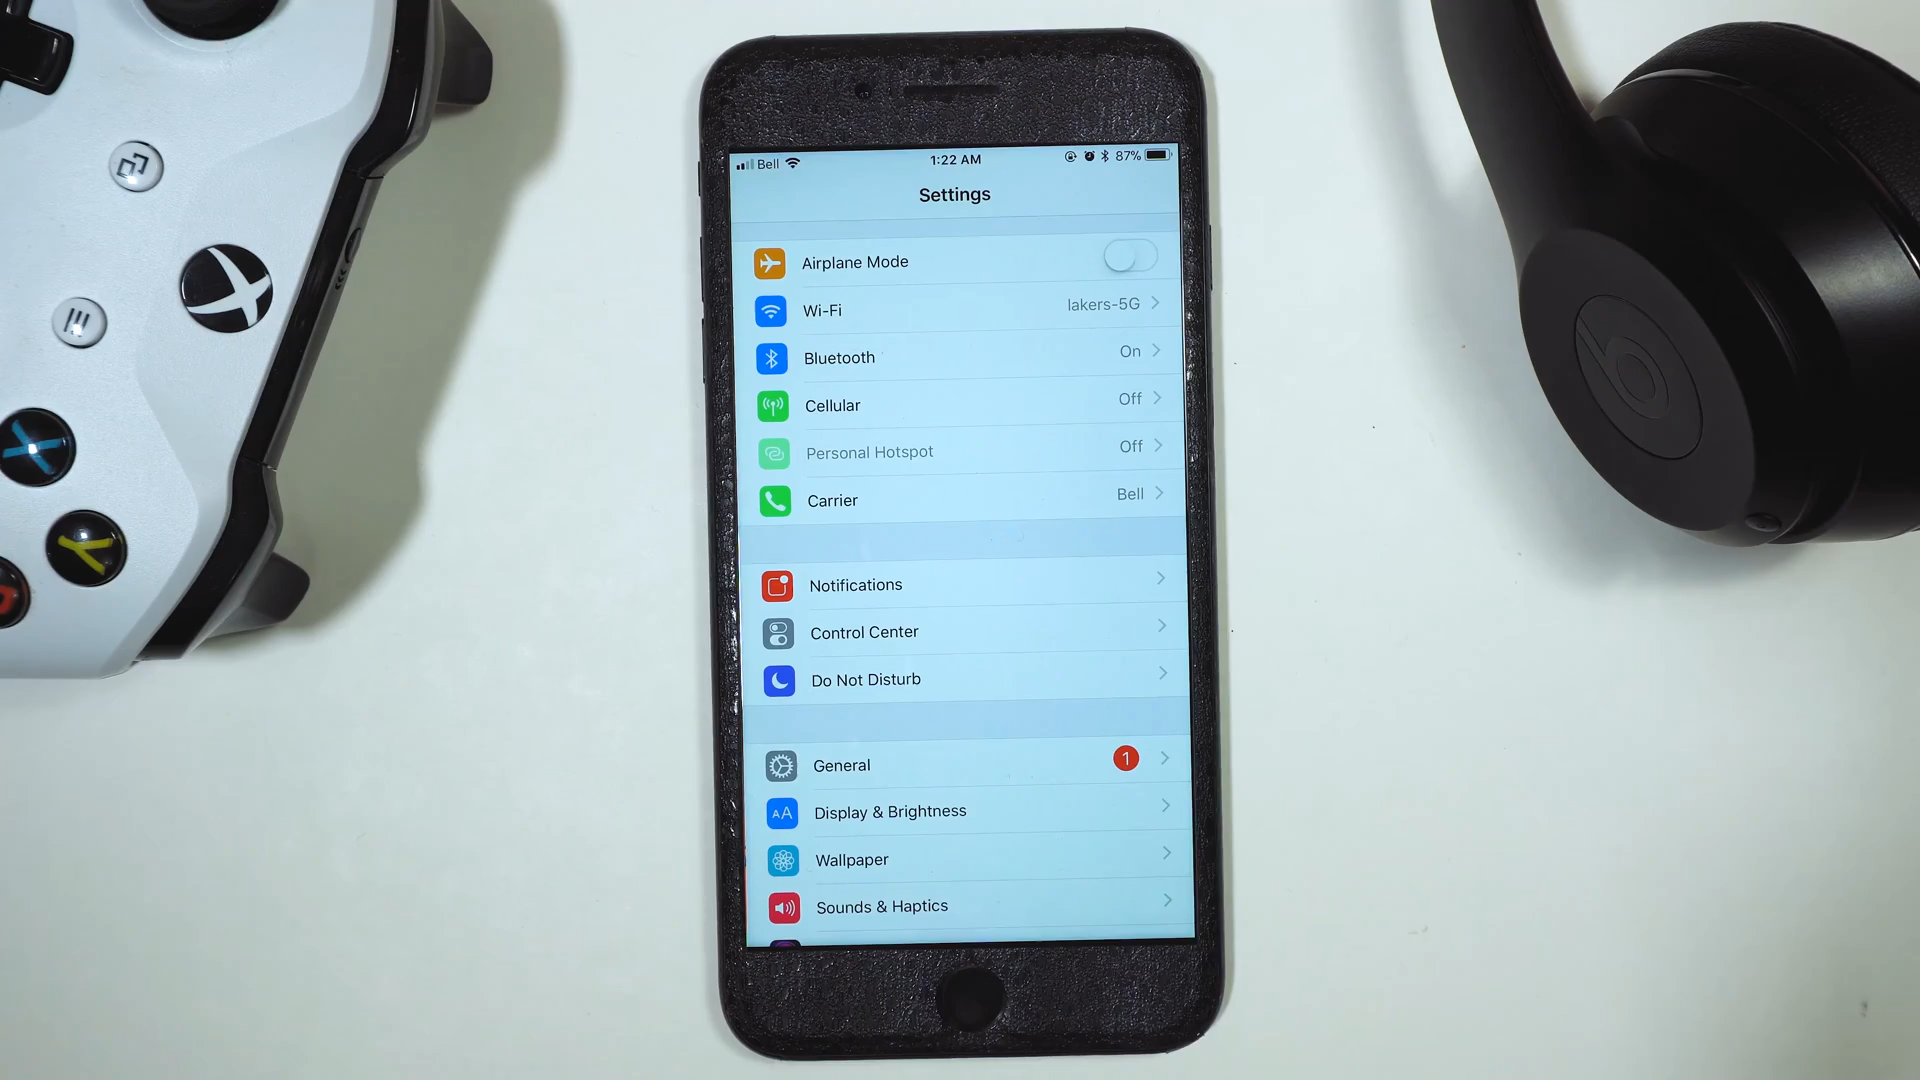 Bell 1:22 AM 87%
Settings
Airplane Mode
Wi-Fi lakers-5G
Bluetooth On
Cellular Off
Personal Hotspot Off
Carrier Bell
Notifications
Control Center
Do Not Disturb
General 1
Display & Brightness
AA
Wallpaper
Sounds & Haptics
X
Y
b